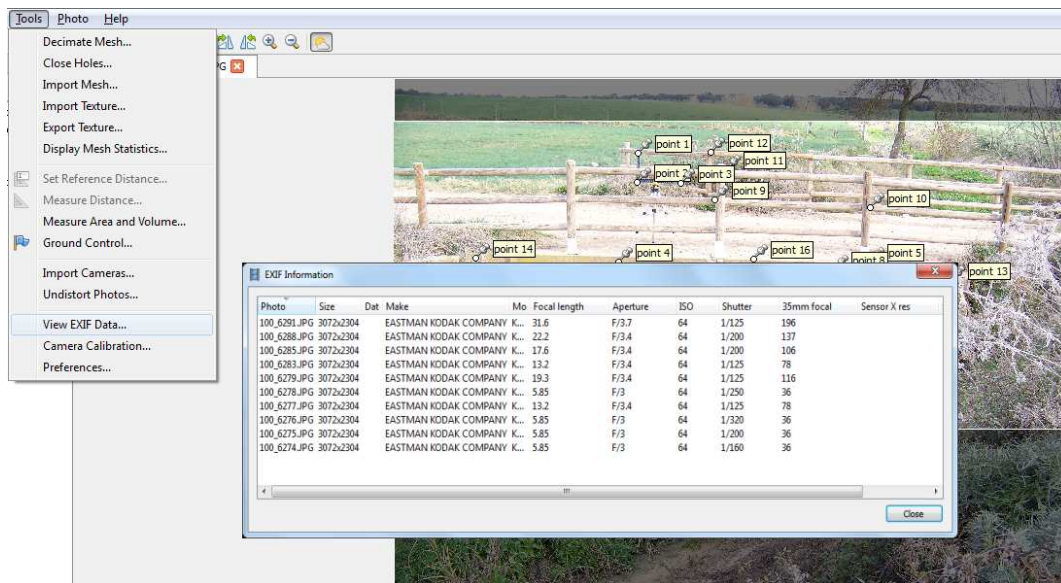 Tools Photo Help
Decimate Mesh...
Close Holes...
Import Mesh...
Import Texture...
Export Texture...
Display Mesh Statistics...
Set Reference Distance...
Measure Distance...
Measure Area and Volume...
Ground Control...
Import Cameras...
Undistort Photos...
View EXIF Data...
Camera Calibration...
Preferences...
point 1
point 12
point 11
point 2
point 3
point 9
point 10
point 14
point 4
point 16
point 8
point 5
point 13
EXIF Information
Photo Size Dat Make Mo Focal length Aperture ISO Shutter 35mm focal Sensor X res
100_6291.JPG 3072x2304 EASTMAN KODAK COMPANY K... 31.6 F/3.7 64 1/125 196
100_6288.JPG 3072x2304 EASTMAN KODAK COMPANY K... 22.2 F/3.4 64 1/200 137
100_6285.JPG 3072x2304 EASTMAN KODAK COMPANY K... 17.6 F/3.4 64 1/200 106
100_6283.JPG 3072x2304 EASTMAN KODAK COMPANY K... 13.2 F/3.4 64 1/125 78
100_6279.JPG 3072x2304 EASTMAN KODAK COMPANY K... 19.3 F/3.4 64 1/125 116
100_6278.JPG 3072x2304 EASTMAN KODAK COMPANY K... 5.85 F/3 64 1/250 36
100_6277.JPG 3072x2304 EASTMAN KODAK COMPANY K... 13.2 F/3.4 64 1/125 78
100_6276.JPG 3072x2304 EASTMAN KODAK COMPANY K... 5.85 F/3 64 1/320 36
100_6275.JPG 3072x2304 EASTMAN KODAK COMPANY K... 5.85 F/3 64 1/200 36
100_6274.JPG 3072x2304 EASTMAN KODAK COMPANY K... 5.85 F/3 64 1/160 36
Close